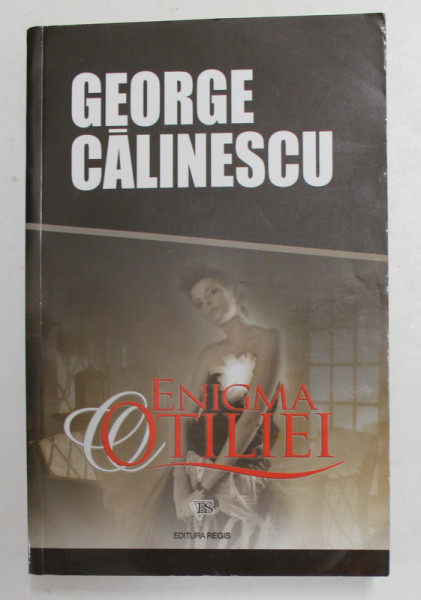 GEORGE
CĂLINESCU
ENIGMA
OTILIEI
EDITURA REGIS